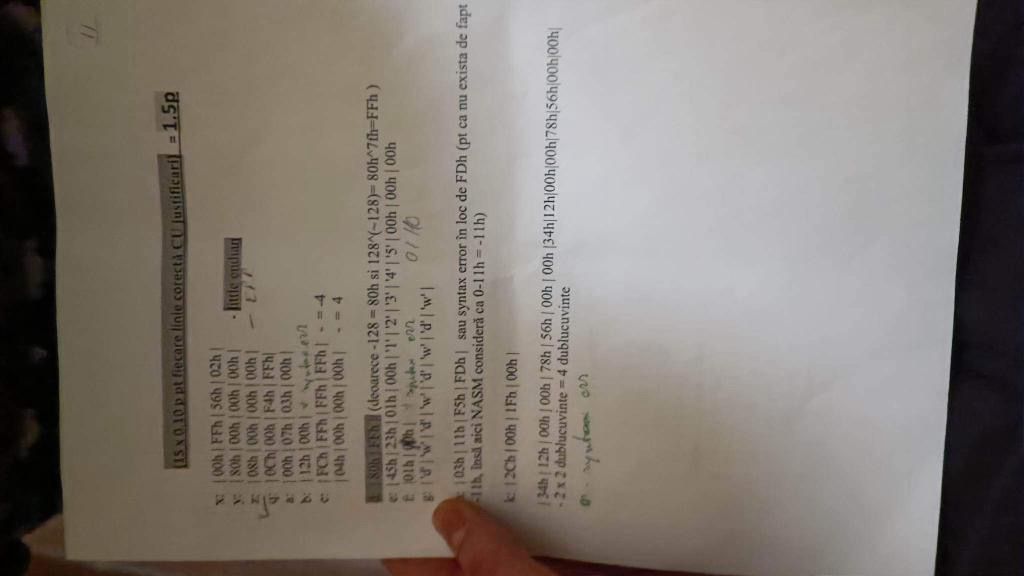 11
(15 x 0,10 p pt fiecare linie corectă CU justificari) = 1.5p
x: | 00h | FFh | 56h | 02h |
y: | 80h | 00h | 00h | 00h | - little endian
z: | 08h | 00h | 00h | 00h |
q: | 0Ch | 00h | F4h | FFh |
a: | 00h | 07h | 03h | 00h |
b: | 12h | 00h
c: | FCh | FFh | FFh | FFh | - = -4
| 04h | 00h | 00h | 00h | - = 4
| 80h | FFh | (deoarece -128 = 80h si 128^(~128)= 80h^7fh=FFh )
e: | 45h | 23h | 01h | 00h | '1' | '2' | '3' | '4' | '5' | 00h | 00h | 00h
f: |01h |
g: | 'd' | 'w' | 'd' | 'w' | 'd' | 'w' | 'd' | 'w' |
| 03h | 11h | F5h | FDh | sau syntax error în loc de FDh (pt ca nu exista de fapt
-11h, însă aici NASM consideră ca 0-11h = -11h)
k: | 2Ch | 00h | 1Fh | 00h |
| 34h | 12h | 00h | 00h | 78h | 56h | 00h | 00h |34h|12h|00h|00h|78h|56h|00h|00h|
- 2 x 2 dublucuvinte = 4 dublucuvinte